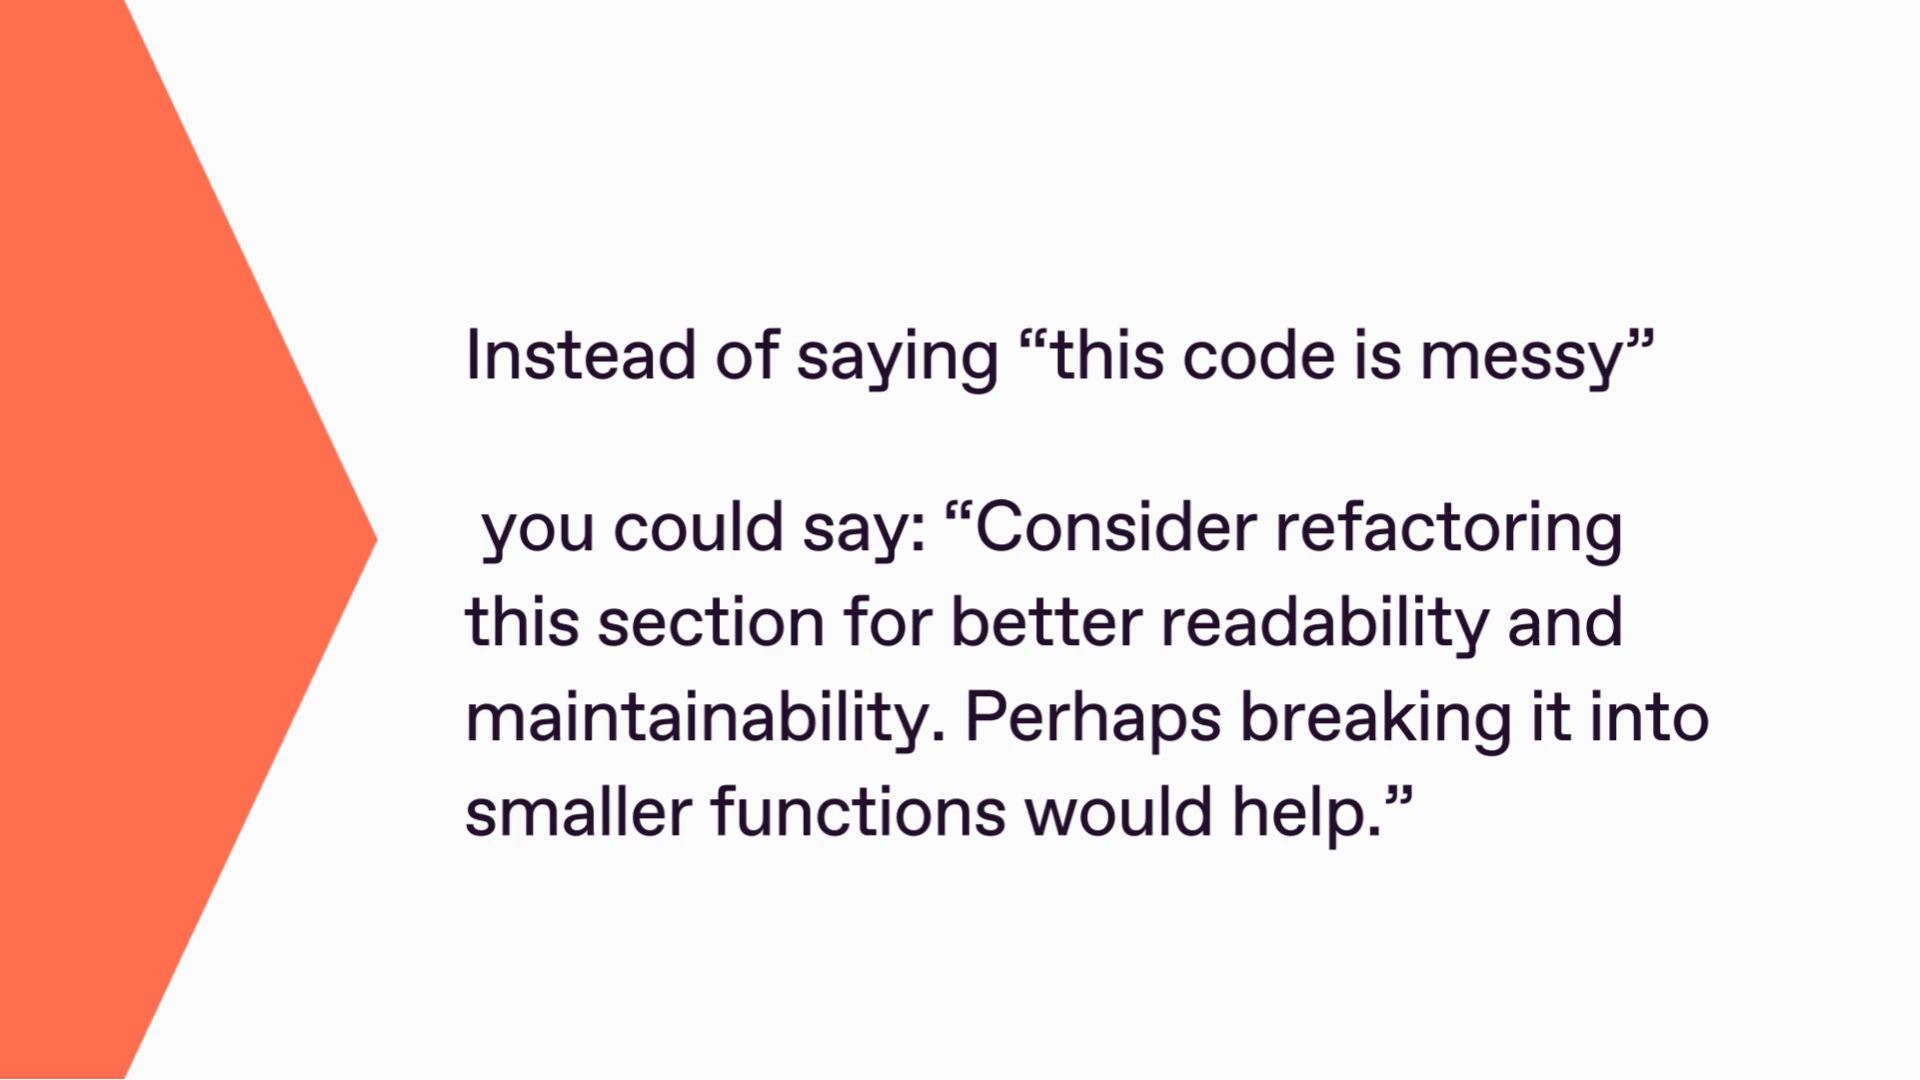 Instead of saying “this code is messy”
you could say: “Consider refactoring
this section for better readability and
maintainability. Perhaps breaking it into
smaller functions would help.”